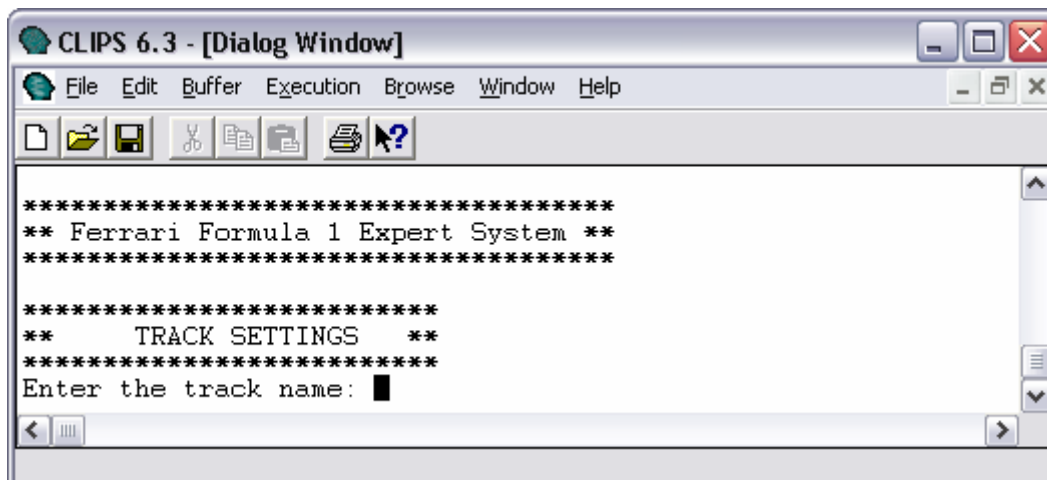 CLIPS 6.3 - [Dialog Window]
File Edit Buffer Execution Browse Window Help
*************************************
** Ferrari Formula 1 Expert System **
*************************************
**************************
**      TRACK SETTINGS   **
**************************
Enter the track name: